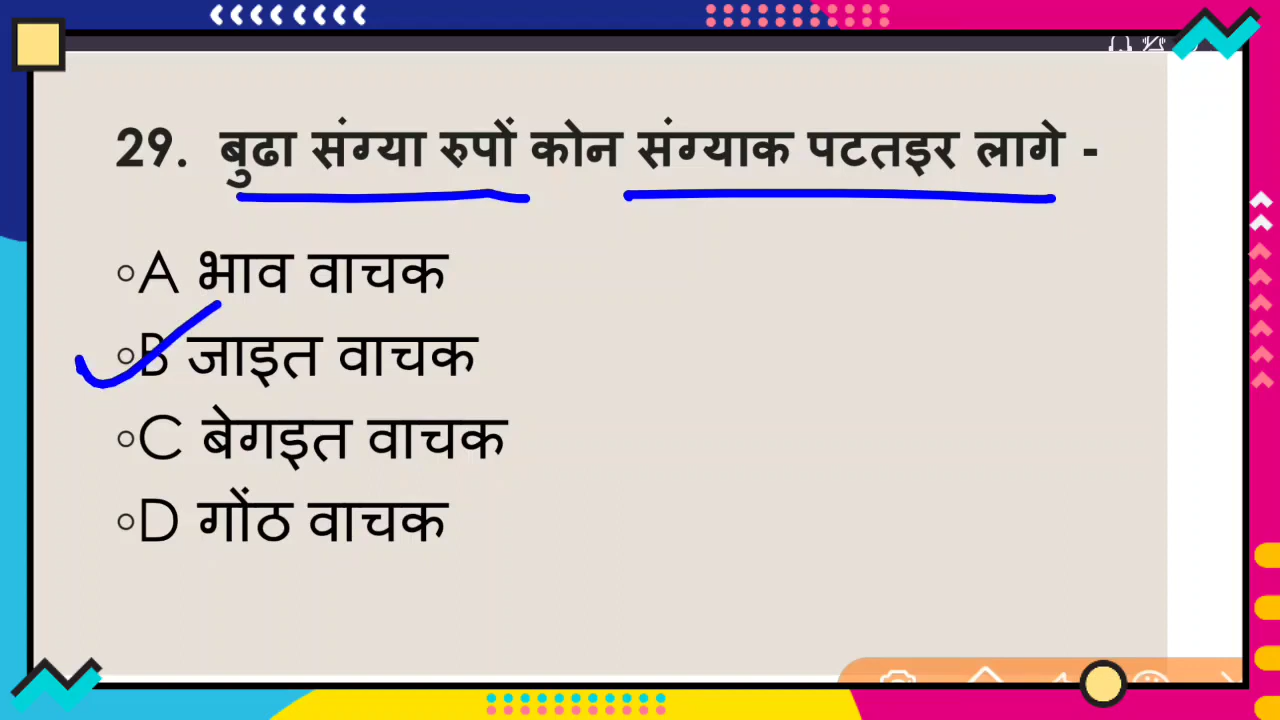 29. बुढा संग्या रुपों कोन संग्याक पटतइर लागे -
A भाव वाचक
B जाइत वाचक
C बेगइत वाचक
D गोंठ वाचक